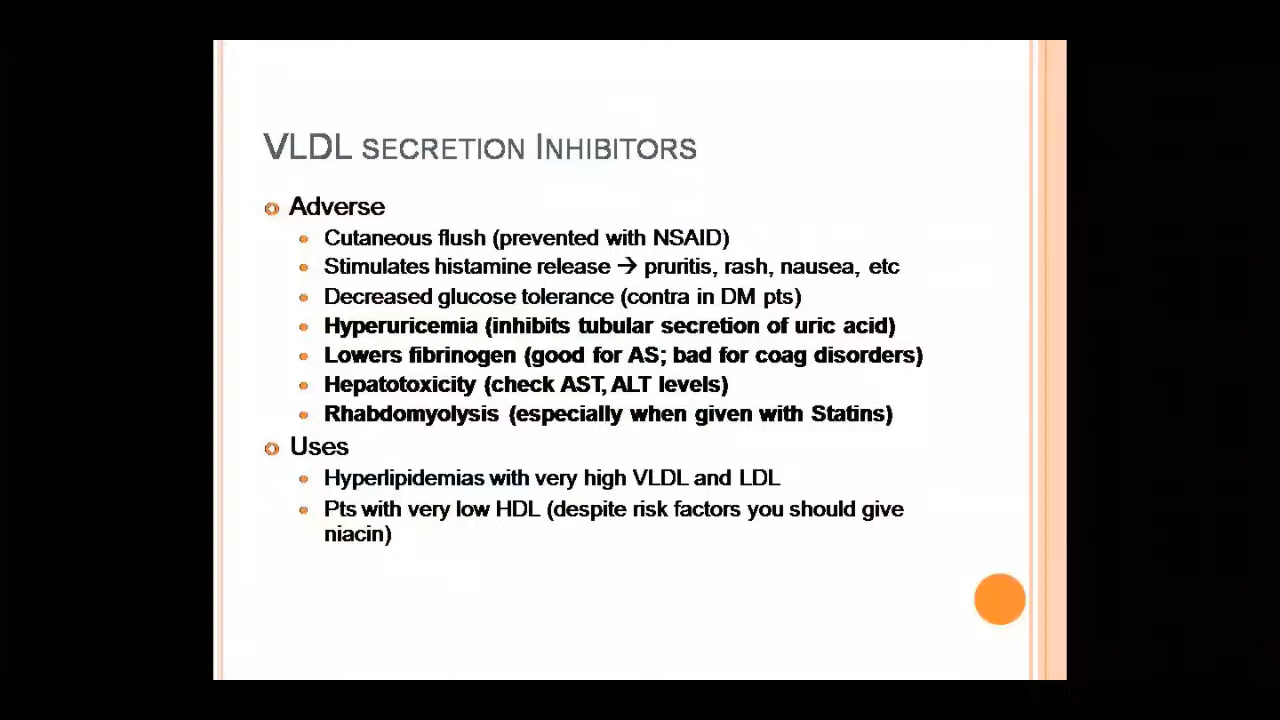 VLDL SECRETION INHIBITORS
Adverse
Cutaneous flush (prevented with NSAID)
Stimulates histamine release → pruritis, rash, nausea, etc
Decreased glucose tolerance (contra in DM pts)
Hyperuricemia (inhibits tubular secretion of uric acid)
Lowers fibrinogen (good for AS; bad for coag disorders)
Hepatotoxicity (check AST, ALT levels)
Rhabdomyolysis (especially when given with Statins)
Uses
Hyperlipidemias with very high VLDL and LDL
Pts with very low HDL (despite risk factors you should give
niacin)